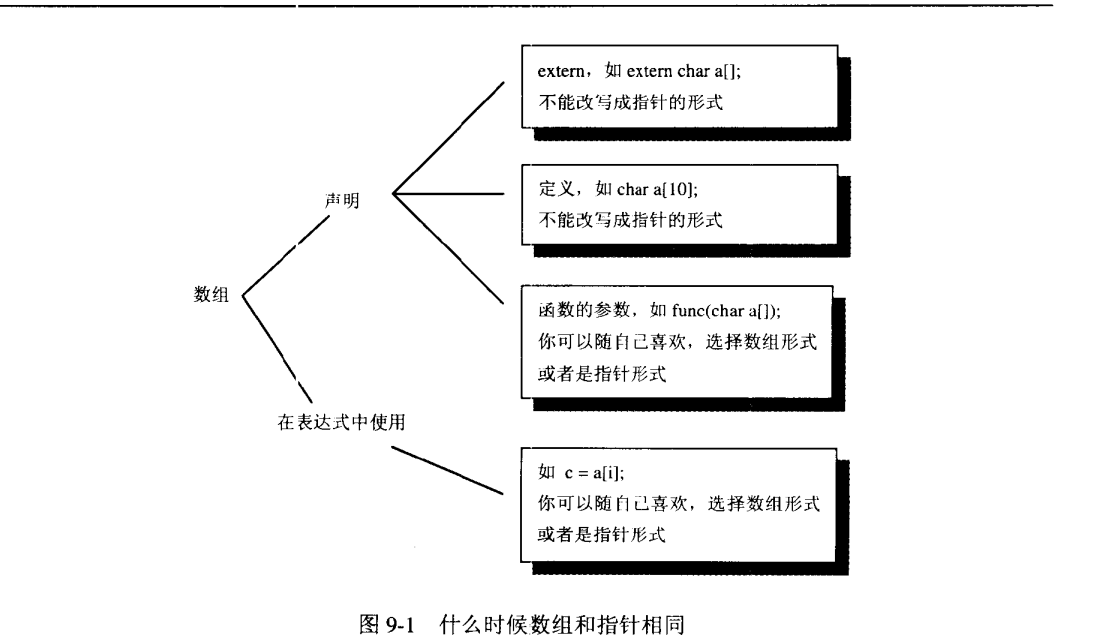 extern，如 extern char a[];
不能改写成指针的形式
定义，如 char a[10];
不能改写成指针的形式
声明
数组
函数的参数，如 func(char a[]);
你可以随自己喜欢，选择数组形式
或者是指针形式
在表达式中使用
如 c = a[i];
你可以随自己喜欢，选择数组形式
或者是指针形式
图 9-1 什么时候数组和指针相同